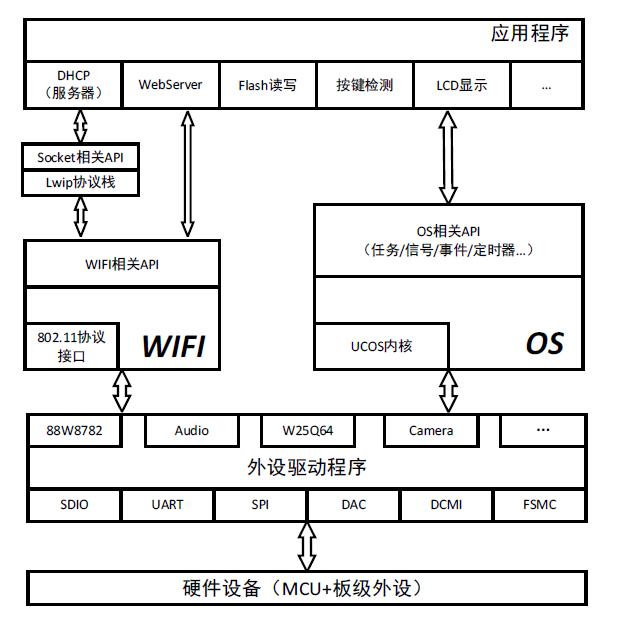 应用程序
DHCP
（服务器）
WebServer
Flash读写
按键检测
LCD显示
...
Socket相关API
Lwip协议栈
WIFI相关API
802.11协议
接口
WIFI
OS相关API
（任务/信号/事件/定时器...）
UCOS内核
OS
88W8782
Audio
W25Q64
Camera
...
外设驱动程序
SDIO
UART
SPI
DAC
DCMI
FSMC
硬件设备（MCU+板级外设）